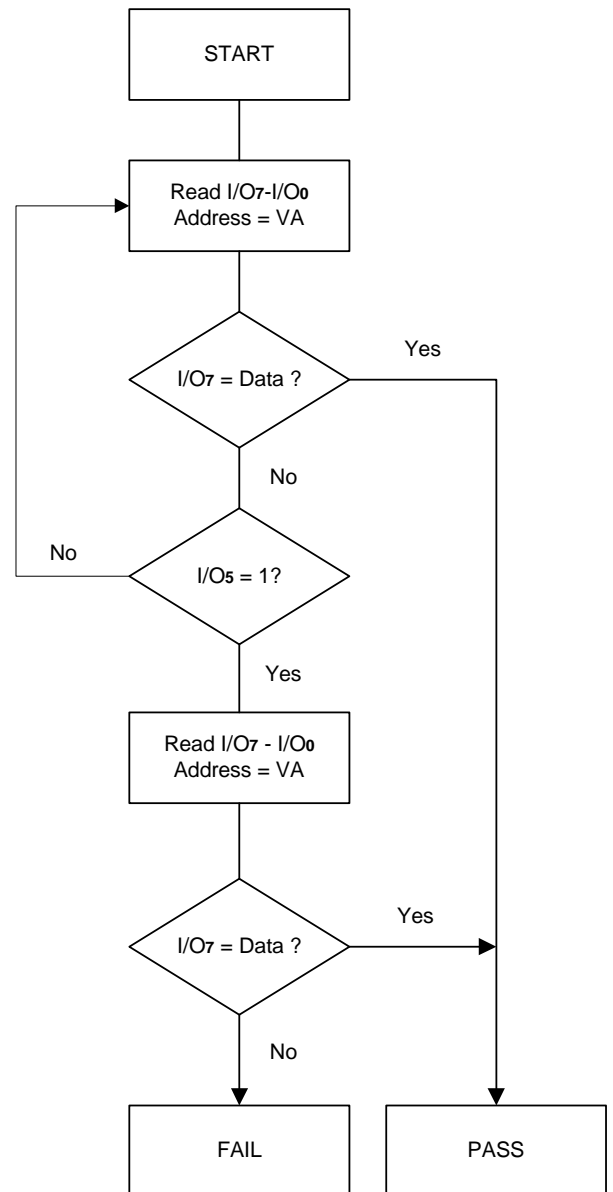 START
Read I/O7-I/O0
Address = VA
Yes
I/O7 = Data ?
No
No
I/O5 = 1?
Yes
Read I/O7 - I/O0
Address = VA
Yes
I/O7 = Data ?
No
FAIL
PASS